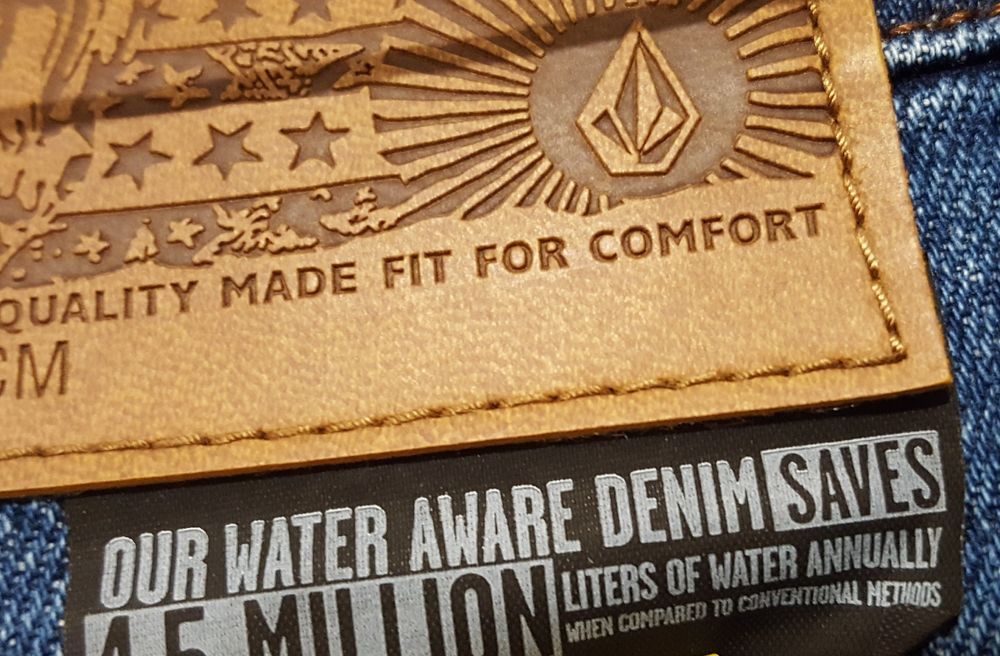 QUALITY MADE FIT FOR COMFORT
CM
OUR WATER AWARE DENIM SAVES
MILLION LITERS OF WATER ANNUALLY
WHEN COMPARED TO CONVENTIONAL METHODS